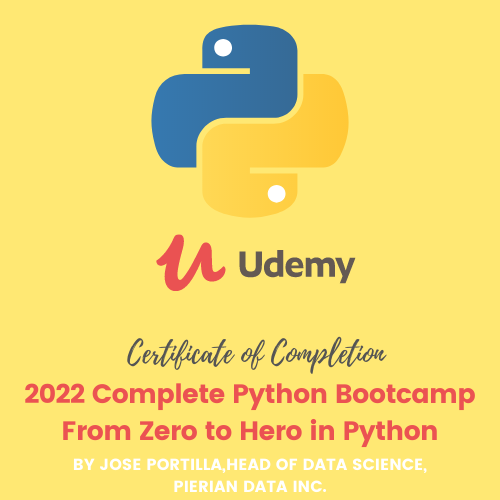 Udemy
Certificate of Completion
2022 Complete Python Bootcamp
From Zero to Hero in Python
BY JOSE PORTILLA,HEAD OF DATA SCIENCE,
PIERIAN DATA INC.